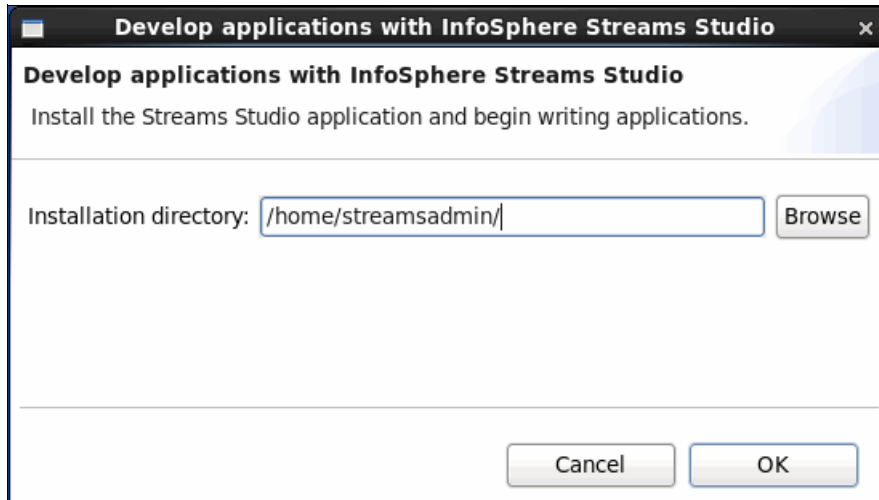 Develop applications with InfoSphere Streams Studio
Develop applications with InfoSphere Streams Studio
Install the Streams Studio application and begin writing applications.
Installation directory: /home/streamsadmin/ Browse
Cancel OK